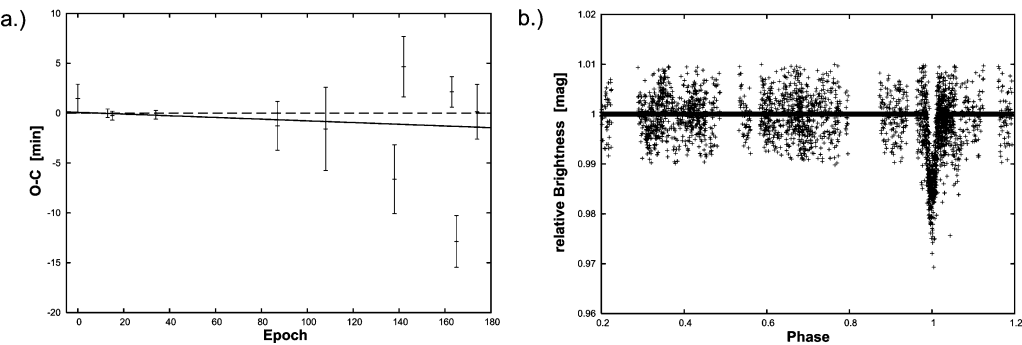 a.)
10
5
0
-5
-10
-15
-20
O-C [min]
0 20 40 60 80 100 120 140 160 180
Epoch
b.)
1.02
1.01
1
0.99
0.98
0.97
0.96
relative Brightness [mag]
0.2 0.4 0.6 0.8 1 1.2
Phase